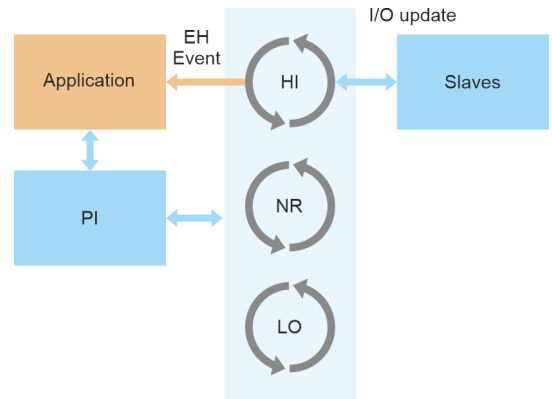 I/O update
EH
Event
Application
HI
Slaves
PI
NR
LO